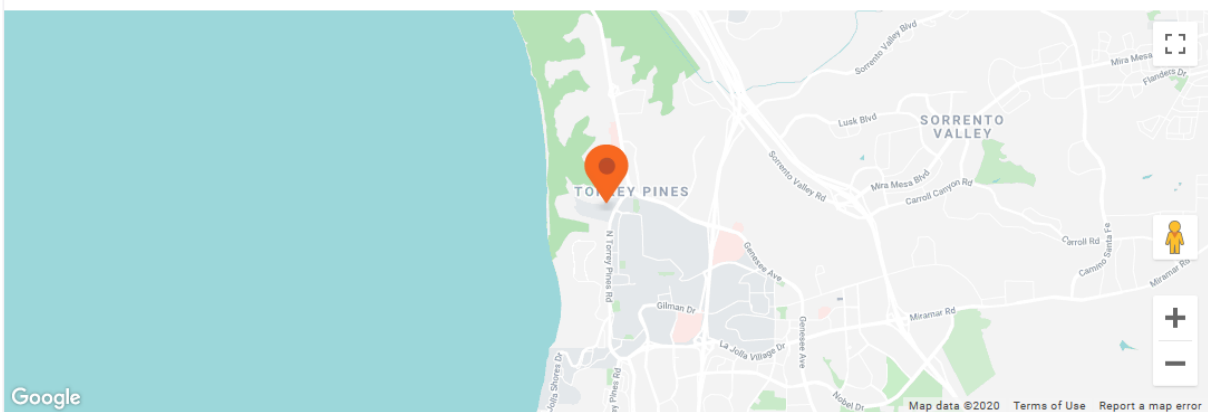 Sorrento Valley Blvd
Mira Mesa
Flanders Dr
Lusk Blvd
SORRENTO
VALLEY
Sorrento Valley Rd
Mira Mesa Blvd
Carroll Canyon Rd
TORREY PINES
N Torrey Pines Rd
Genesee Ave
Carroll Rd
Camino Santa Fe
Miramar Rd
Gilman Dr
Miramar Rd
Genesee Ave
La Jolla Village Dr
Jolla Shores Dr
Pines Rd
Nobel Dr
Google
Map data ©2020 Terms of Use Report a map error